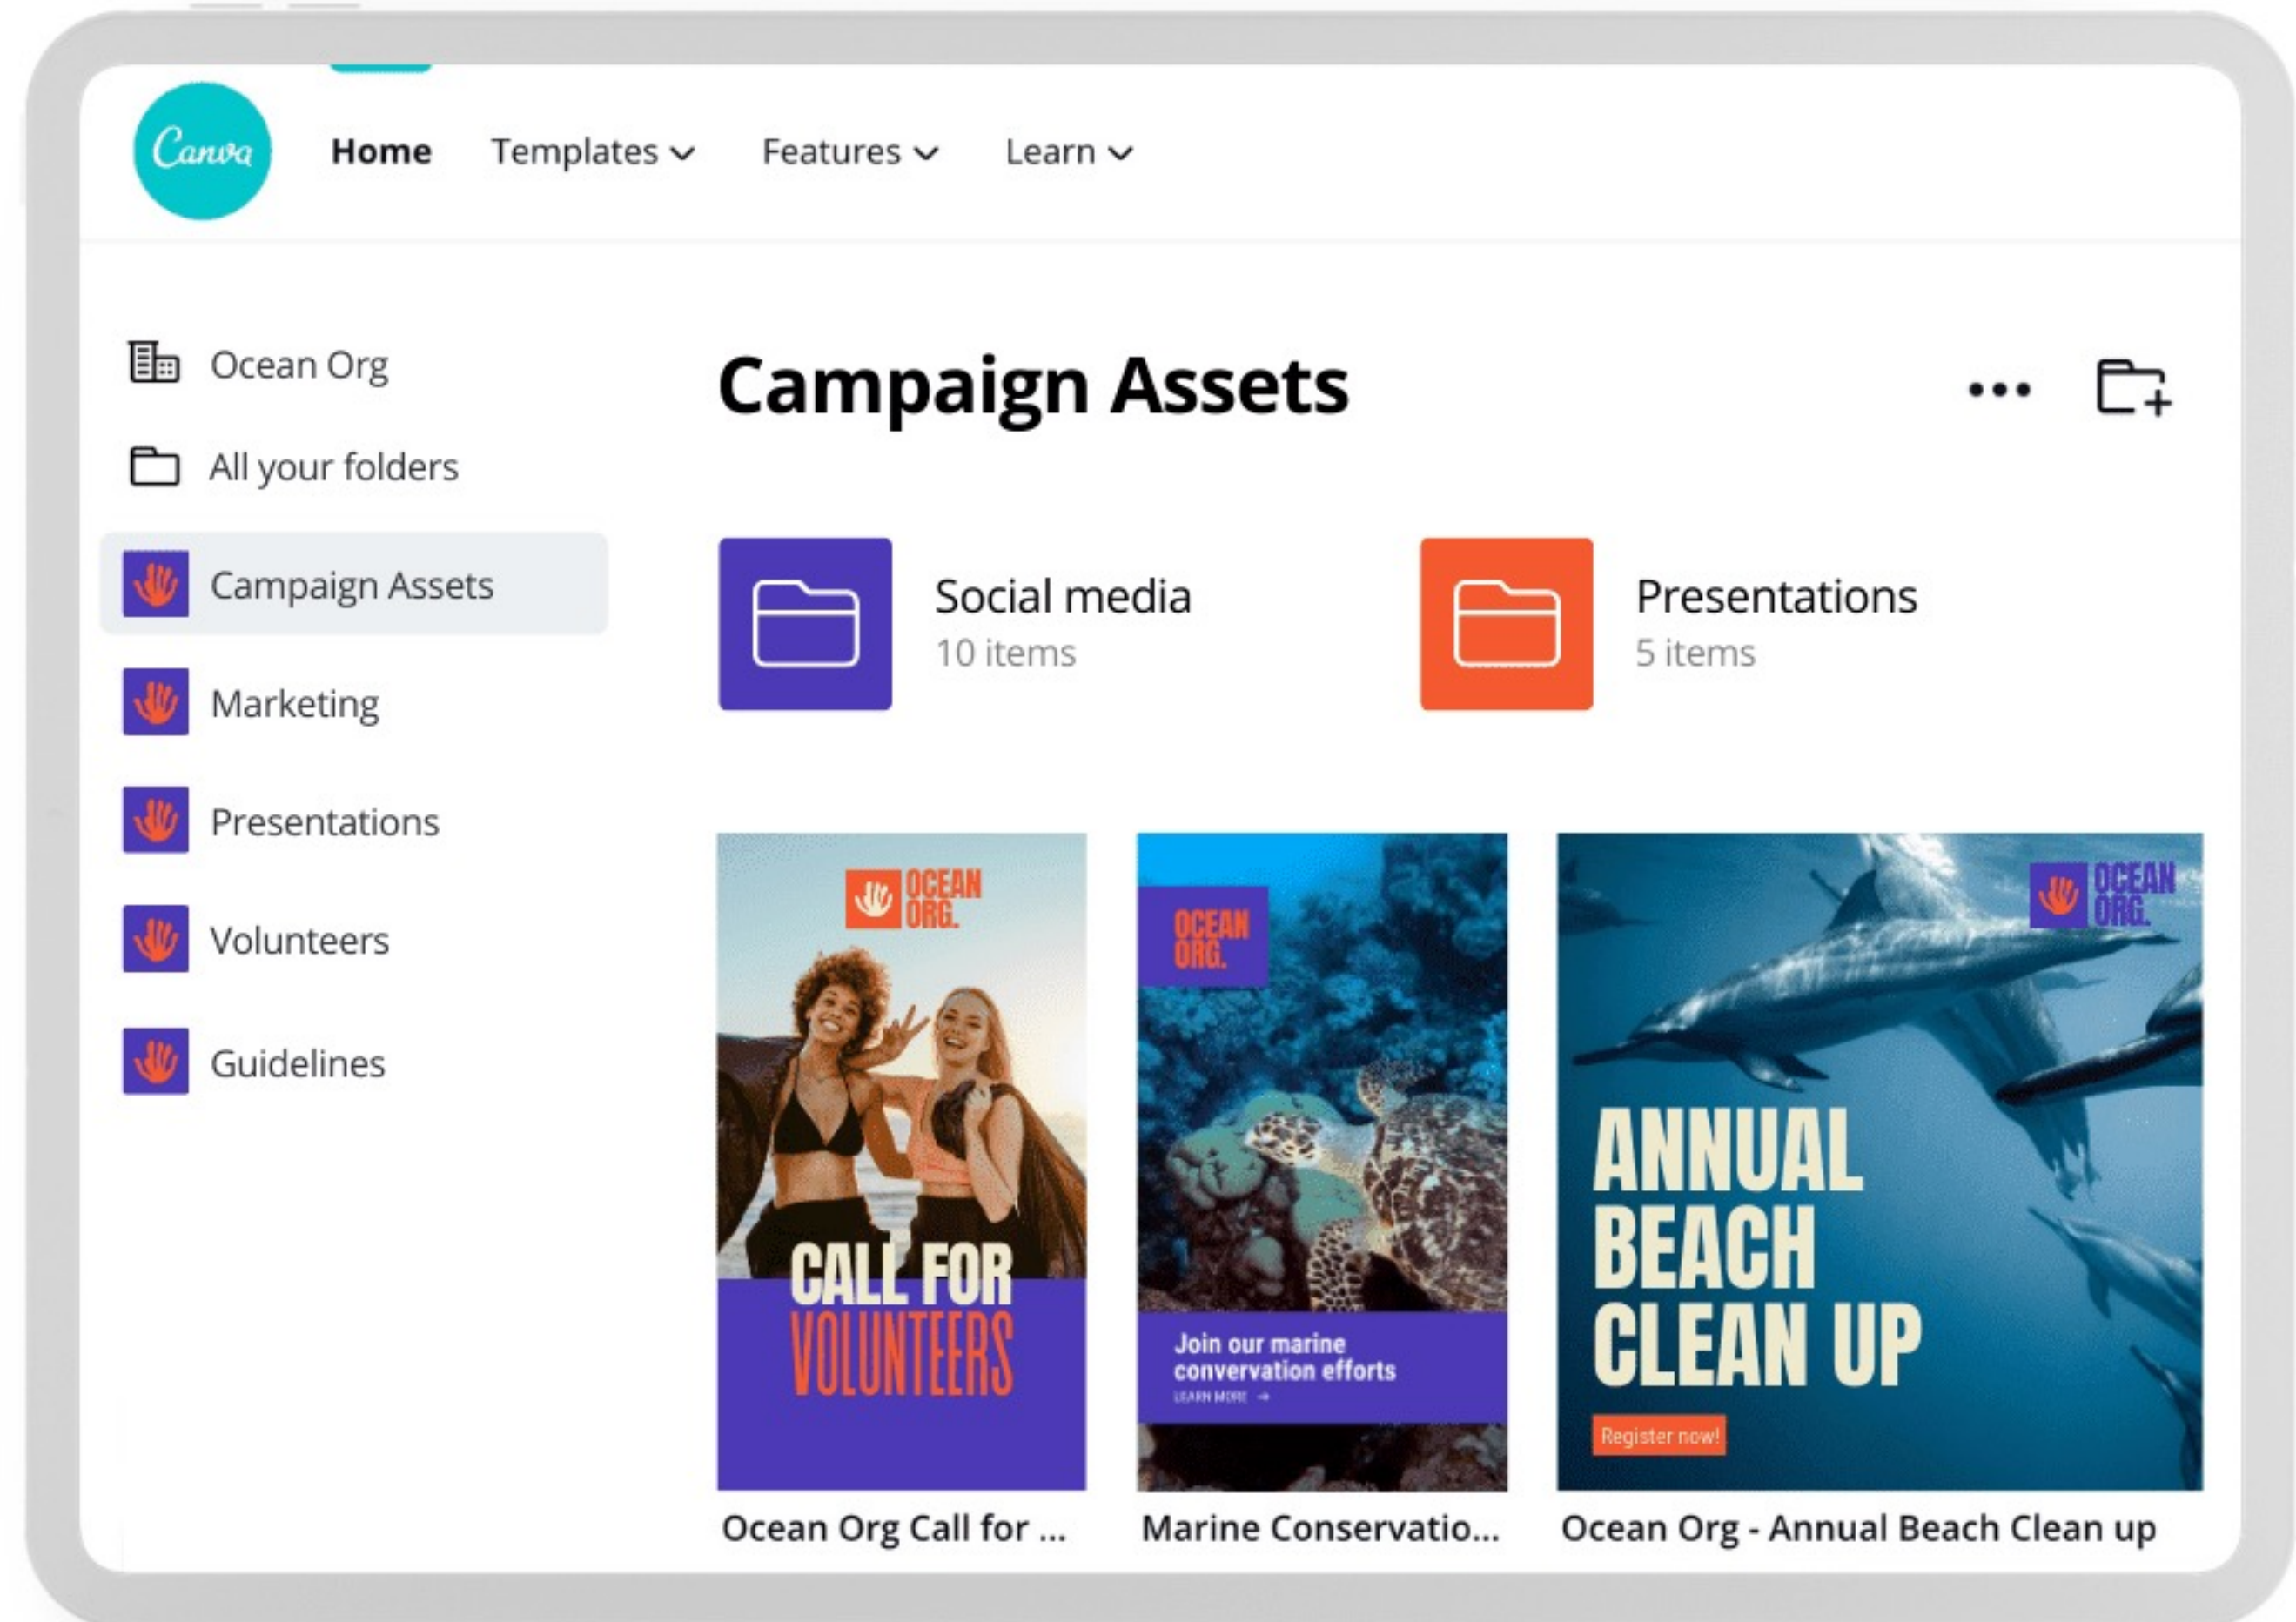 Canva
Home
Templates
Features
Learn
Ocean Org
All your folders
Campaign Assets
Marketing
Presentations
Volunteers
Guidelines
Campaign Assets
Social media
10 items
Presentations
5 items
OCEAN
ORG.
CALL FOR
VOLUNTEERS
Ocean Org Call for ...
OCEAN
ORG.
Join our marine
convervation efforts
LEARN MORE →
Marine Conservatio...
OCEAN
ORG.
ANNUAL
BEACH
CLEAN UP
Register now!
Ocean Org - Annual Beach Clean up